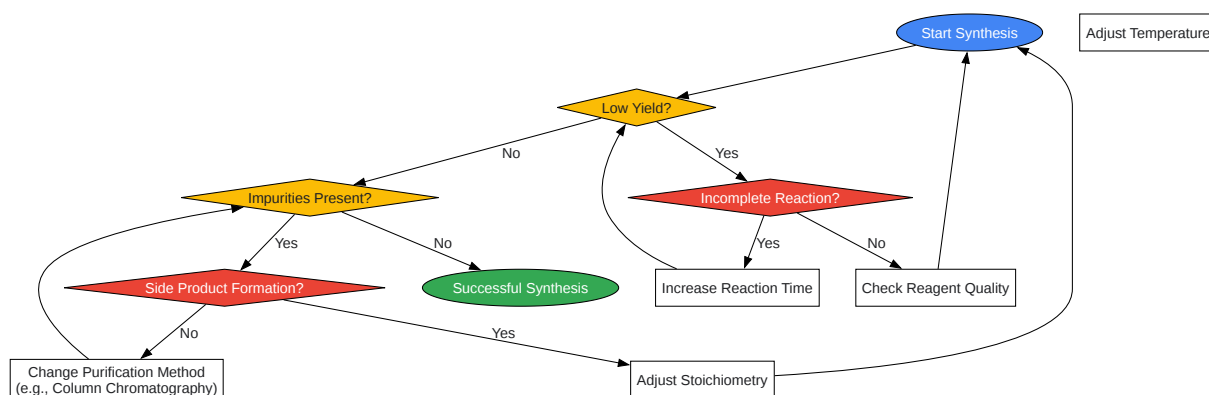 Start Synthesis
Adjust Temperature
Low Yield?
No
Yes
Impurities Present?
Incomplete Reaction?
Yes
No
Yes
No
Side Product Formation?
Successful Synthesis
Increase Reaction Time
Check Reagent Quality
No
Yes
Change Purification Method
(e.g., Column Chromatography)
Adjust Stoichiometry